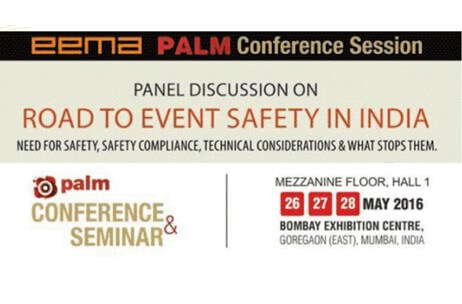 eema PALM Conference Session
PANEL DISCUSSION ON
ROAD TO EVENT SAFETY IN INDIA
NEED FOR SAFETY, SAFETY COMPLIANCE, TECHNICAL CONSIDERATIONS & WHAT STOPS THEM.
palm
CONFERENCE &
SEMINAR
MEZZANINE FLOOR, HALL 1
26 27 28 MAY 2016
BOMBAY EXHIBITION CENTRE,
GOREGAON (EAST), MUMBAI, INDIA